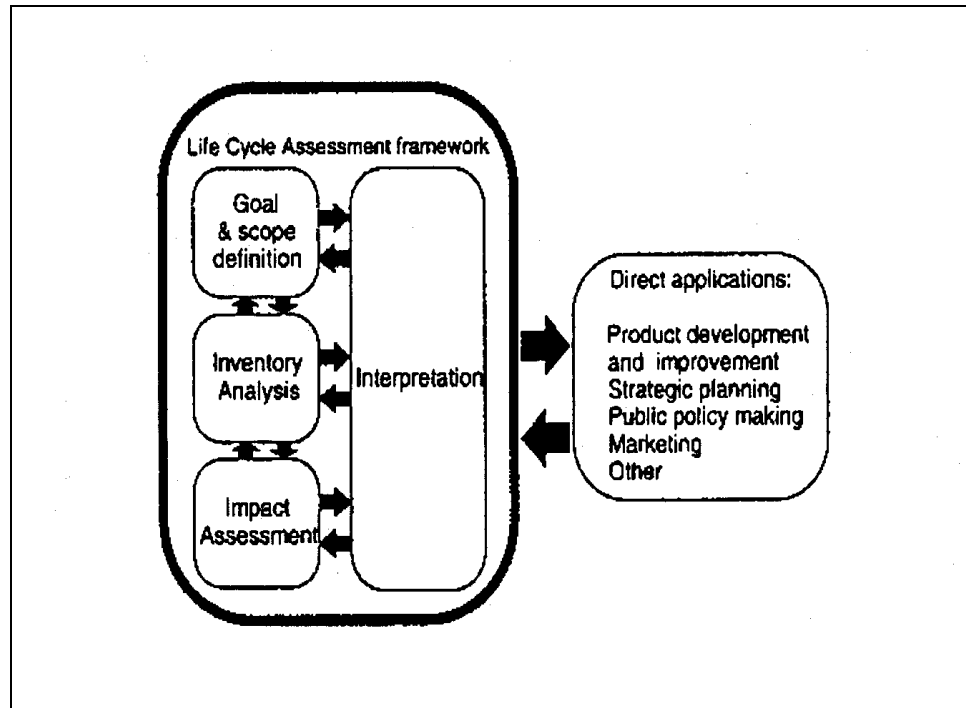 Life Cycle Assessment framework
Goal
& scope
definition
Inventory
Analysis
Impact
Assessment
Interpretation
Direct applications:
Product development
and improvement
Strategic planning
Public policy making
Marketing
Other